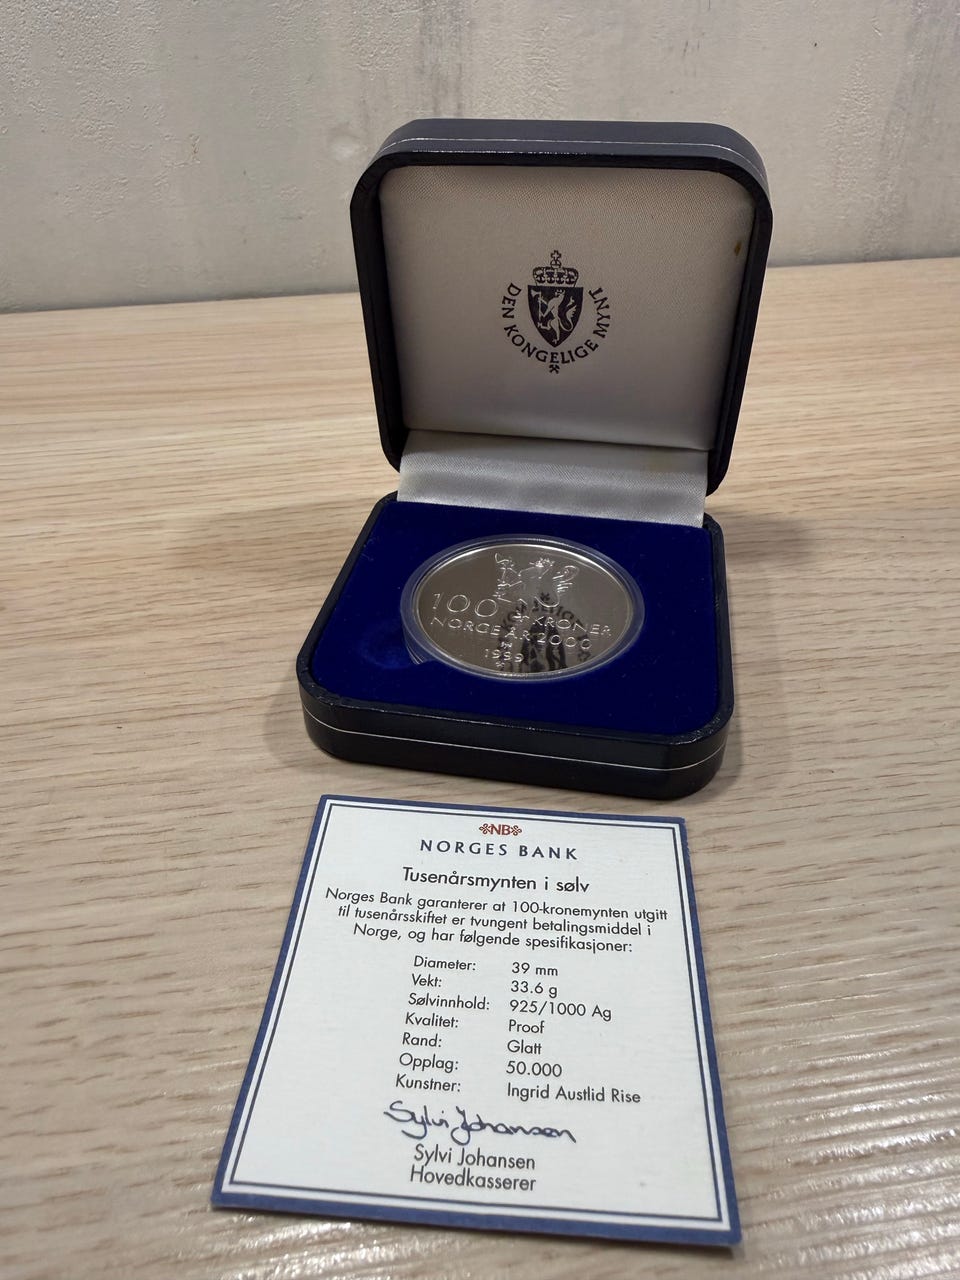 DEN KONGELIGE MYNT
100 KRONER
NORGE ÅR 2000
1999
NB
NORGES BANK
Tusenårsmynten i sølv
Norges Bank garanterer at 100-kronemynten utgitt
til tusenårsskiftet er tvungent betalingsmiddel i
Norge, og har følgende spesifikasjoner:
Diameter: 39 mm
Vekt: 33.6 g
Sølvinnhold: 925/1000 Ag
Kvalitet: Proof
Rand: Glatt
Opplag: 50.000
Kunstner: Ingrid Austlid Rise
Sylvi Johansen
Sylvi Johansen
Hovedkasserer